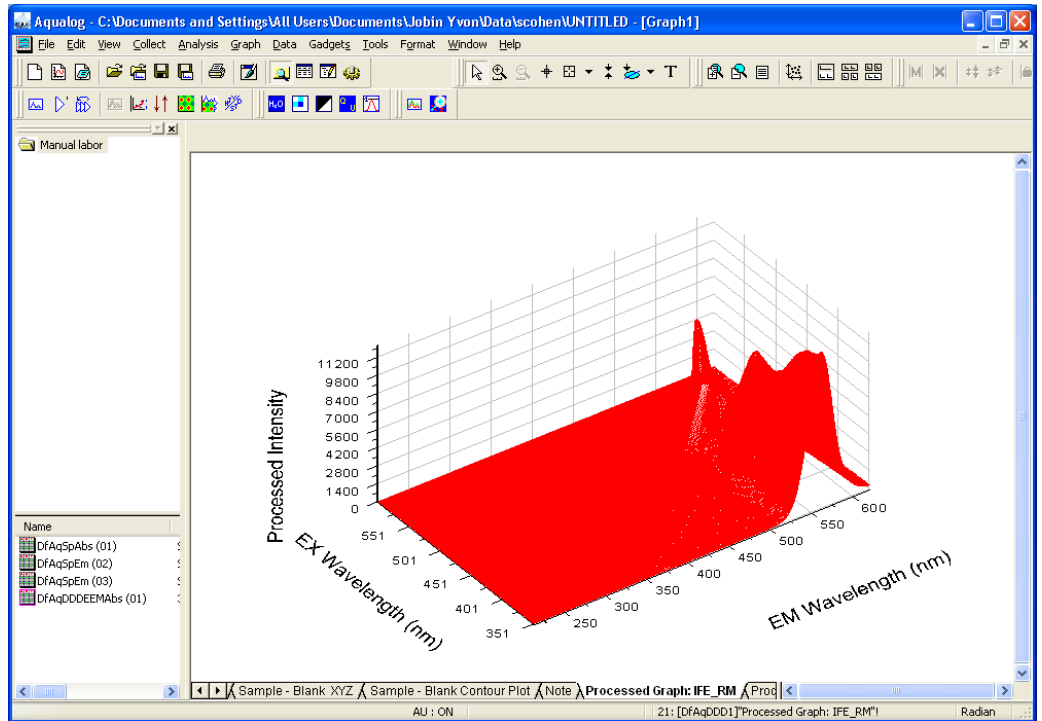 Aqualog - C:\Documents and Settings\All Users\Documents\Jobin Yvon\Data\scohen\UNTITLED - [Graph1]
File Edit View Collect Analysis Graph Data Gadgets Tools Format Window Help
T
M
H₂O
Q U
Manual labor
Name
DfAqSpAbs (01)
DfAqSpEm (02)
DfAqSpEm (03)
DfAqDDDEEMAbs (01)
Processed Intensity
11200
9800
8400
7000
5600
4200
2800
1400
0
EX Wavelength (nm)
551
501
451
401
351
250
300
350
400
450
500
550
600
EM Wavelength (nm)
Sample - Blank XYZ Sample - Blank Contour Plot Note Processed Graph: IFE_RM Proc
AU : ON 21: [DfAqDDD1]"Processed Graph: IFE_RM"! Radian